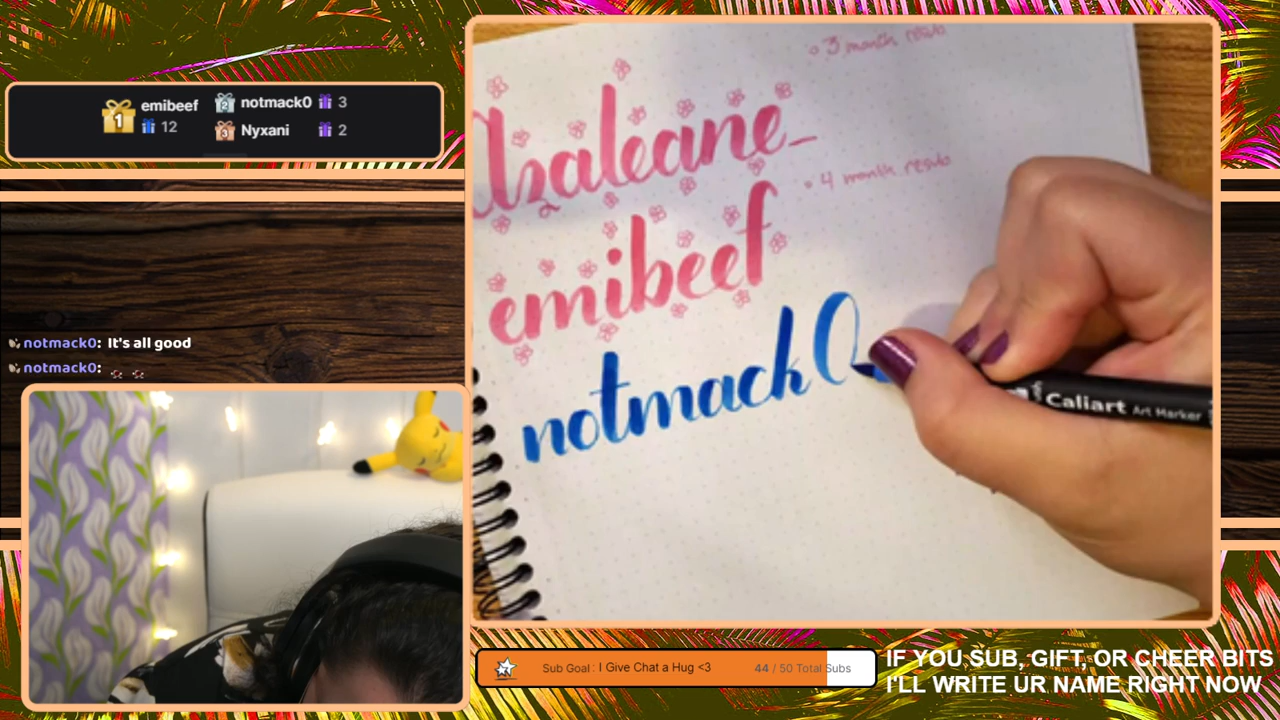 emibeef
12
notmack0 3
Nyxani 2
notmack0: It's all good
notmack0:
3 month resub
Azaleane_
4 month resub
emibeef
notmack0
Caliart Art Marker
Sub Goal: I Give Chat a Hug <3 44 / 50 Total Subs
IF YOU SUB, GIFT, OR CHEER BITS
I'LL WRITE UR NAME RIGHT NOW